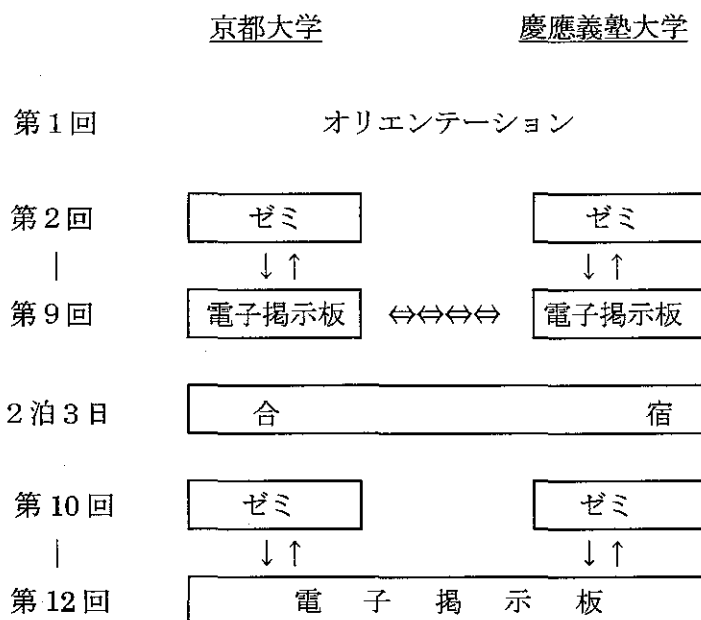 京都大学 慶應義塾大学
第1回 オリエンテーション
第2回 ゼミ ゼミ
| ↓↑ ↓↑
第9回 電子掲示板 ⇔⇔⇔⇔ 電子掲示板
2泊3日 合 宿
第10回 ゼミ ゼミ
| ↓↑ ↓↑
第12回 電 子 掲 示 板